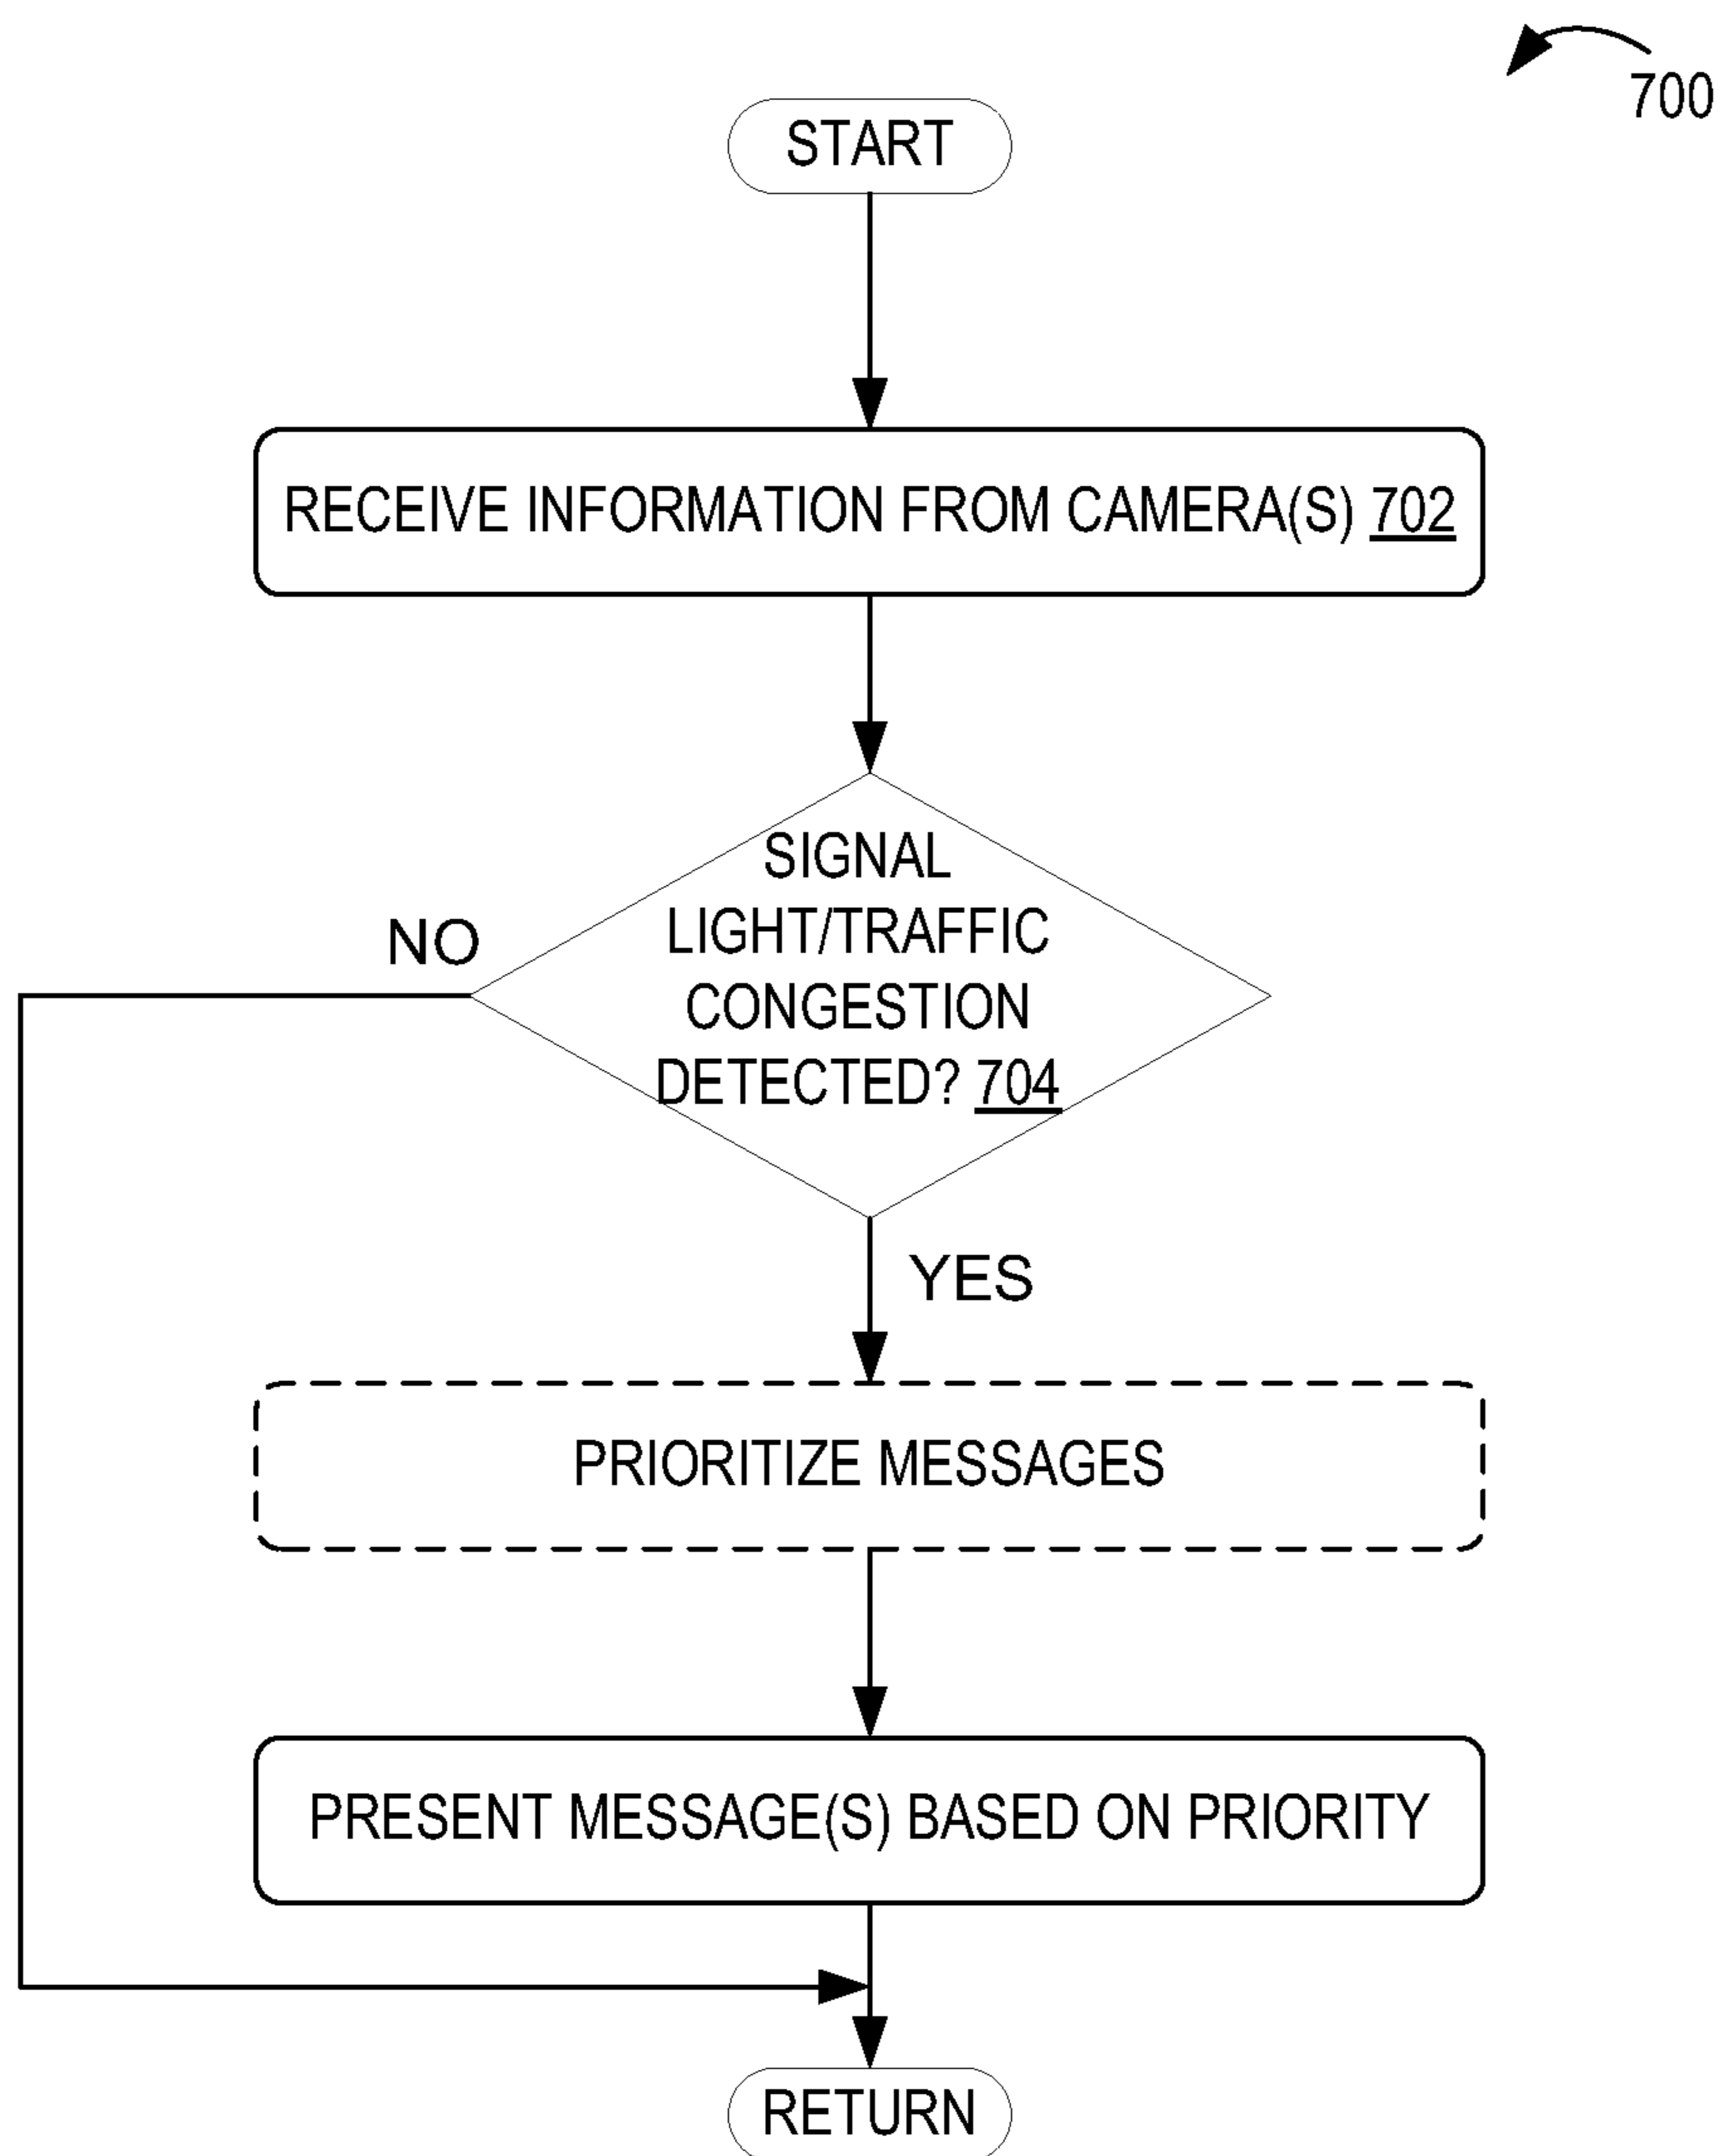 700
START
RECEIVE INFORMATION FROM CAMERA(S) 702
SIGNAL
LIGHT/TRAFFIC
CONGESTION
DETECTED? 704
NO
YES
PRIORITIZE MESSAGES
PRESENT MESSAGE(S) BASED ON PRIORITY
RETURN